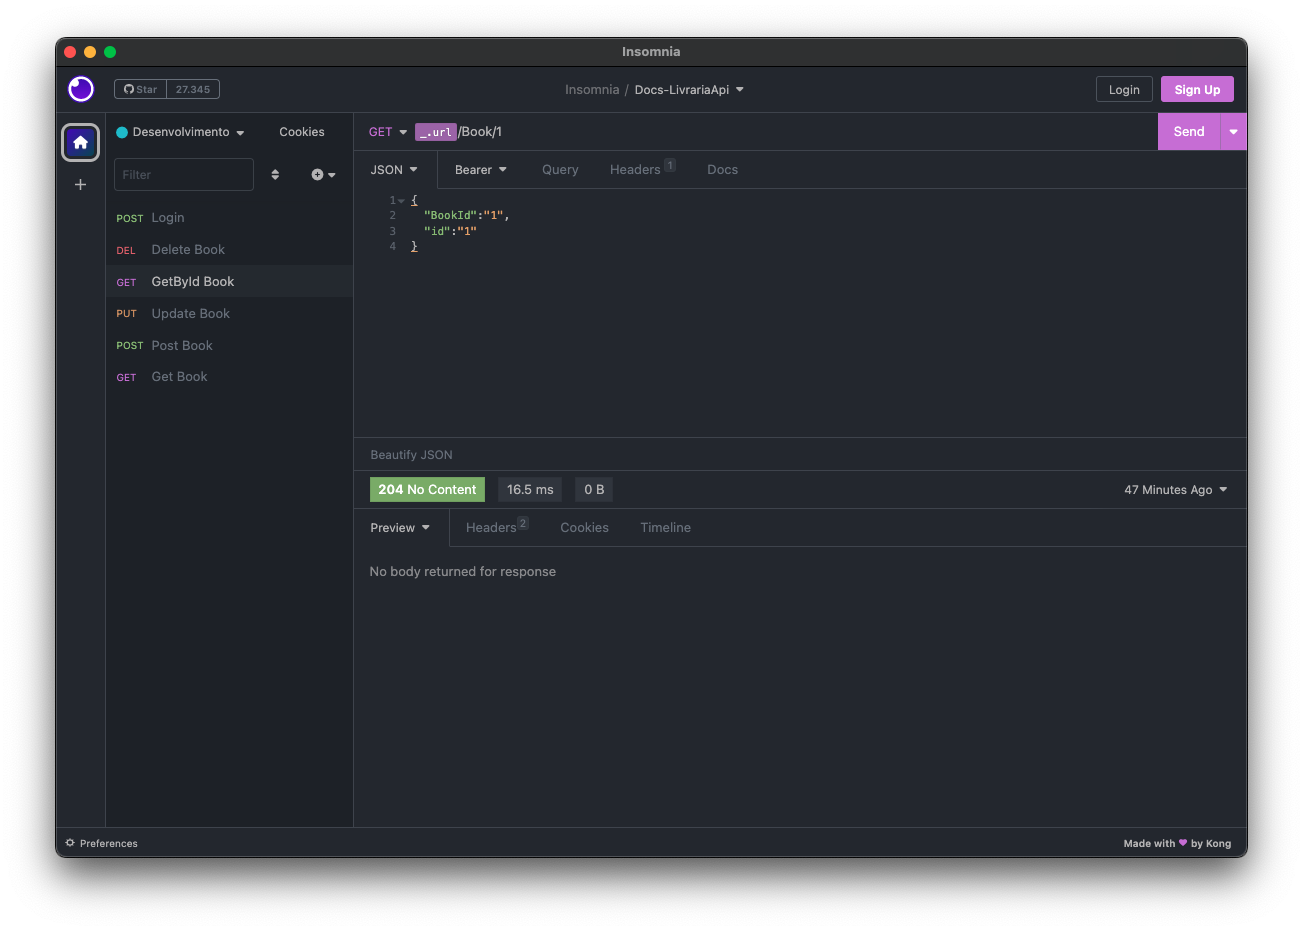 Insomnia
Star 27.345
Insomnia / Docs-LivrariaApi
Login
Sign Up
Desenvolvimento
Cookies
GET _.url/Book/1
Send
Filter
JSON
Bearer
Query
Headers 1
Docs
POST Login
DEL Delete Book
GET GetById Book
PUT Update Book
POST Post Book
GET Get Book
1 {
2 "BookId":"1",
3 "id":"1"
4 }
Beautify JSON
204 No Content
16.5 ms
0 B
47 Minutes Ago
Preview
Headers 2
Cookies
Timeline
No body returned for response
Preferences
Made with ♥ by Kong